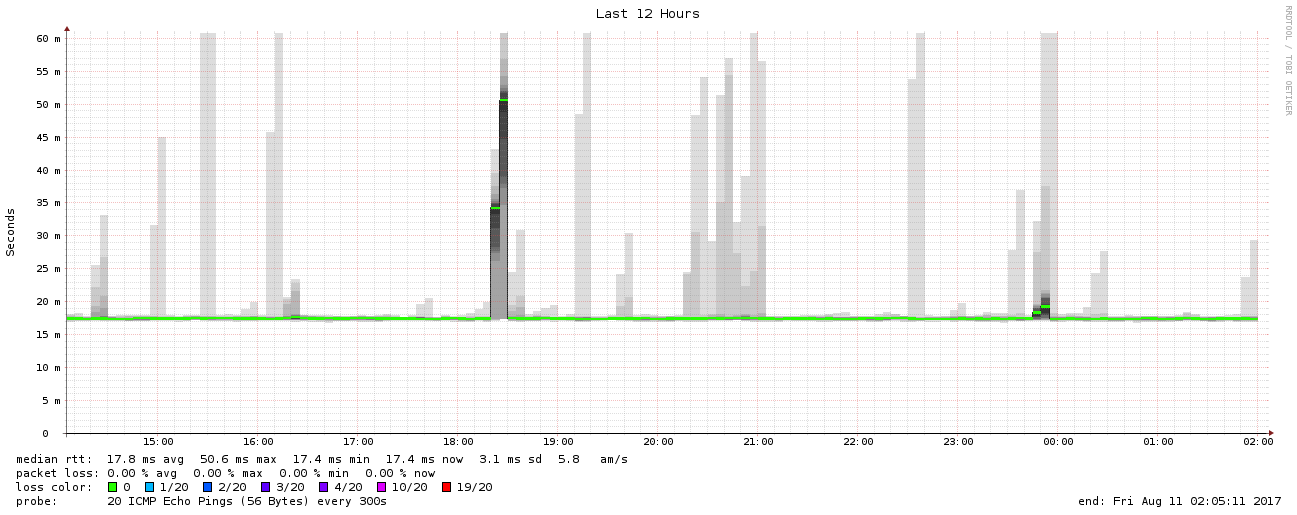 Last 12 Hours
RRDTOOL / TOBI OETIKER
Seconds
60 m
55 m
50 m
45 m
40 m
35 m
30 m
25 m
20 m
15 m
10 m
5 m
0
15:00 16:00 17:00 18:00 19:00 20:00 21:00 22:00 23:00 00:00 01:00 02:00
median rtt: 17.8 ms avg 50.6 ms max 17.4 ms min 17.4 ms now 3.1 ms sd 5.8 am/s
packet loss: 0.00 % avg 0.00 % max 0.00 % min 0.00 % now
loss color: 0 1/20 2/20 3/20 4/20 10/20 19/20
probe: 20 ICMP Echo Pings (56 Bytes) every 300s end: Fri Aug 11 02:05:11 2017